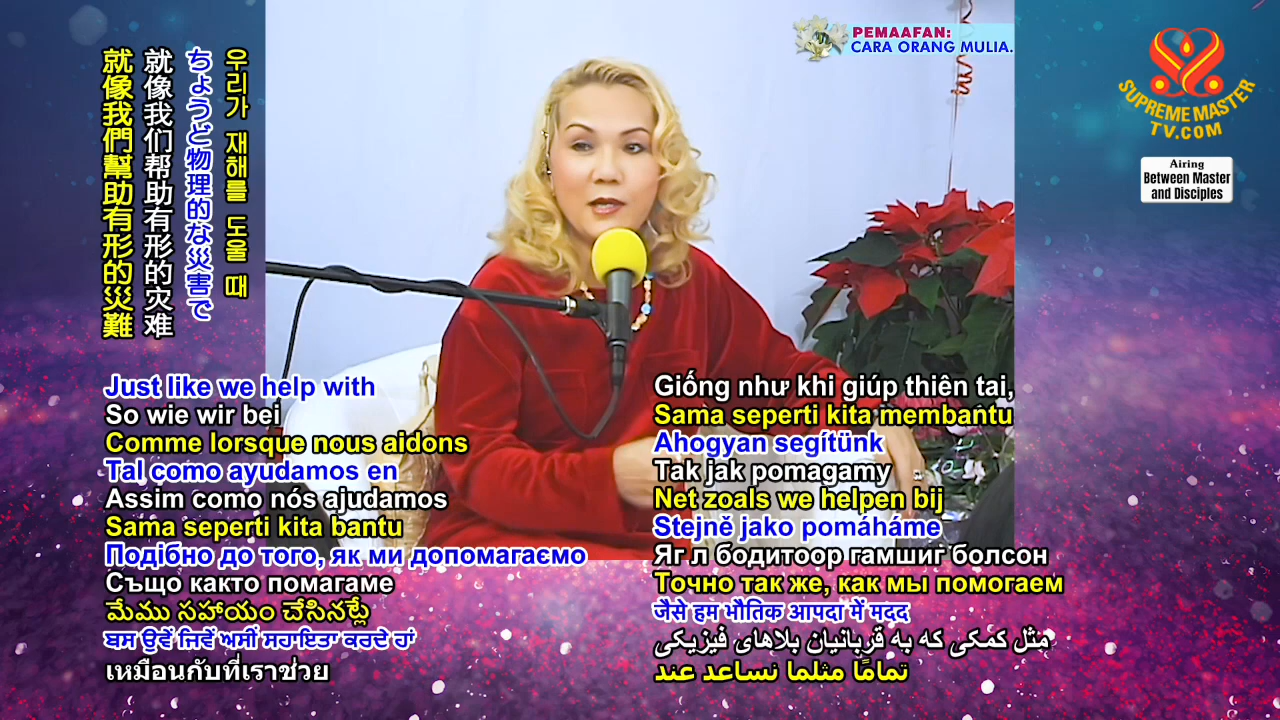 PEMAAFAN:
CARA ORANG MULIA.
SUPREME MASTER
TV.COM
Airing
Between Master
and Disciples
우리가 재해를 도울 때
ちょうど物理的な災害で
就像我们帮助有形的灾难
就像我們幫助有形的災難
Just like we help with
So wie wir bei
Comme lorsque nous aidons
Tal como ayudamos en
Assim como nós ajudamos
Sama seperti kita bantu
Подібно до того, як ми допомагаємо
Също както помагаме
మేము సహాయం చేసినట్లే
ਬਸ ਉਵੇਂ ਜਿਵੇਂ ਅਸੀਂ ਸਹਾਇਤਾ ਕਰਦੇ ਹਾਂ
เหมือนกับที่เราช่วย
Giống như khi giúp thiên tai,
Sama seperti kita membantu
Ahogyan segítünk
Tak jak pomagamy
Net zoals we helpen bij
Stejně jako pomáháme
Яг л бодитоор гамшиг болсон
Точно так же, как мы помогаем
जैसे हम भौतिक आपदा में मदद
مثل کمکی که به قربانیان بلاهای فیزیکی
تمامًا مثلما نساعد عند